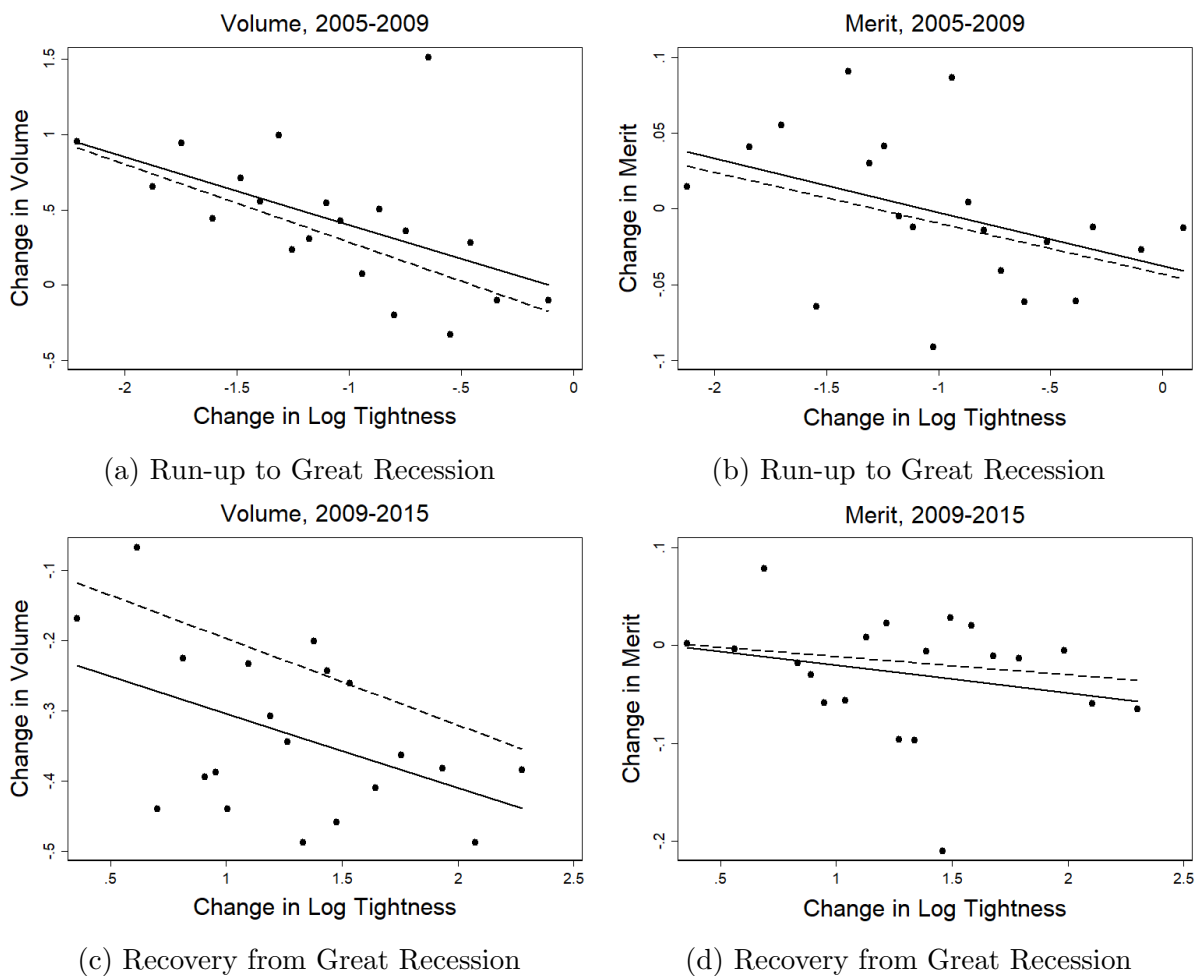 Volume, 2005-2009
Change in Volume
1.5
1
.5
0
-.5
-2
-1.5
-1
-.5
0
Change in Log Tightness
(a) Run-up to Great Recession
Merit, 2005-2009
Change in Merit
.1
.05
0
-.05
-.1
-2
-1.5
-1
-.5
0
Change in Log Tightness
(b) Run-up to Great Recession
Volume, 2009-2015
Change in Volume
-.1
-.2
-.3
-.4
-.5
.5
1
1.5
2
2.5
Change in Log Tightness
(c) Recovery from Great Recession
Merit, 2009-2015
Change in Merit
.1
0
-.1
-.2
.5
1
1.5
2
2.5
Change in Log Tightness
(d) Recovery from Great Recession